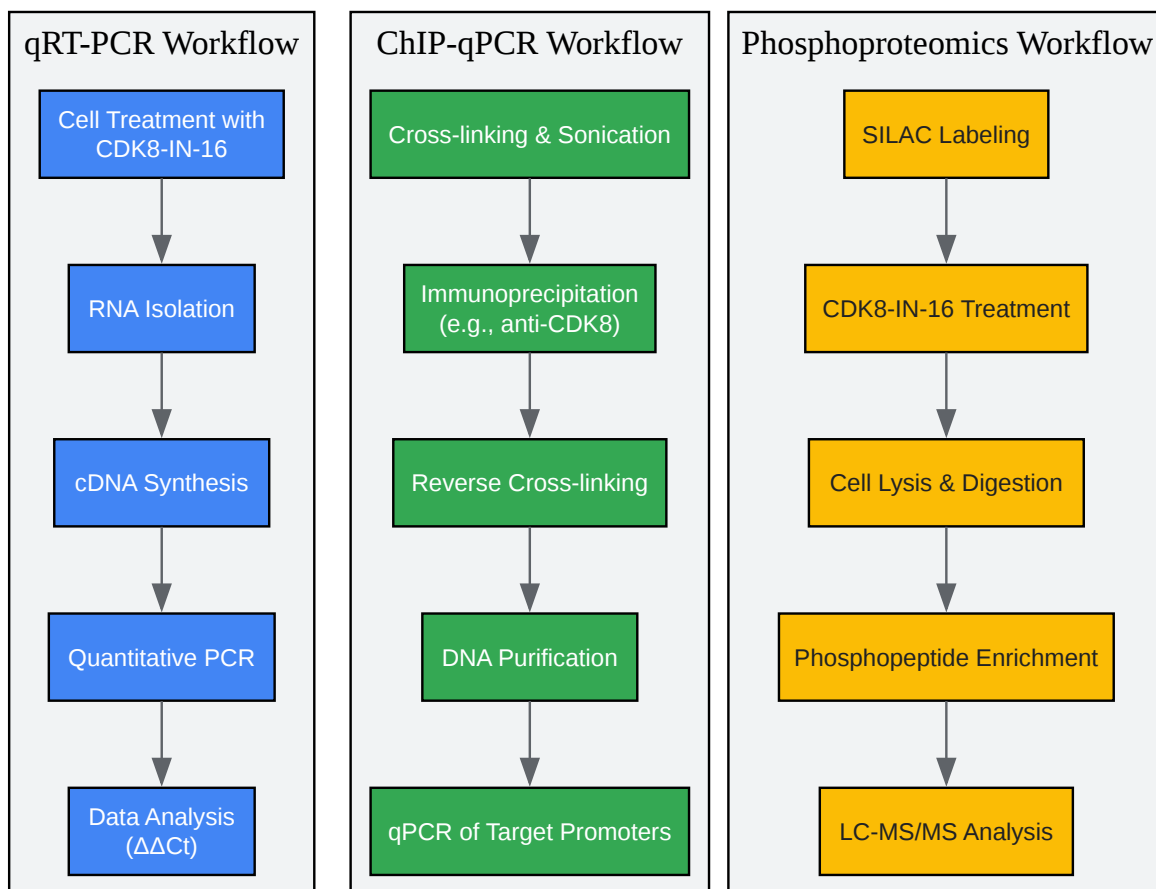 qRT-PCR Workflow
Cell Treatment with
CDK8-IN-16
RNA Isolation
cDNA Synthesis
Quantitative PCR
Data Analysis
(ΔΔCt)
ChIP-qPCR Workflow
Cross-linking & Sonication
Immunoprecipitation
(e.g., anti-CDK8)
Reverse Cross-linking
DNA Purification
qPCR of Target Promoters
Phosphoproteomics Workflow
SILAC Labeling
CDK8-IN-16 Treatment
Cell Lysis & Digestion
Phosphopeptide Enrichment
LC-MS/MS Analysis